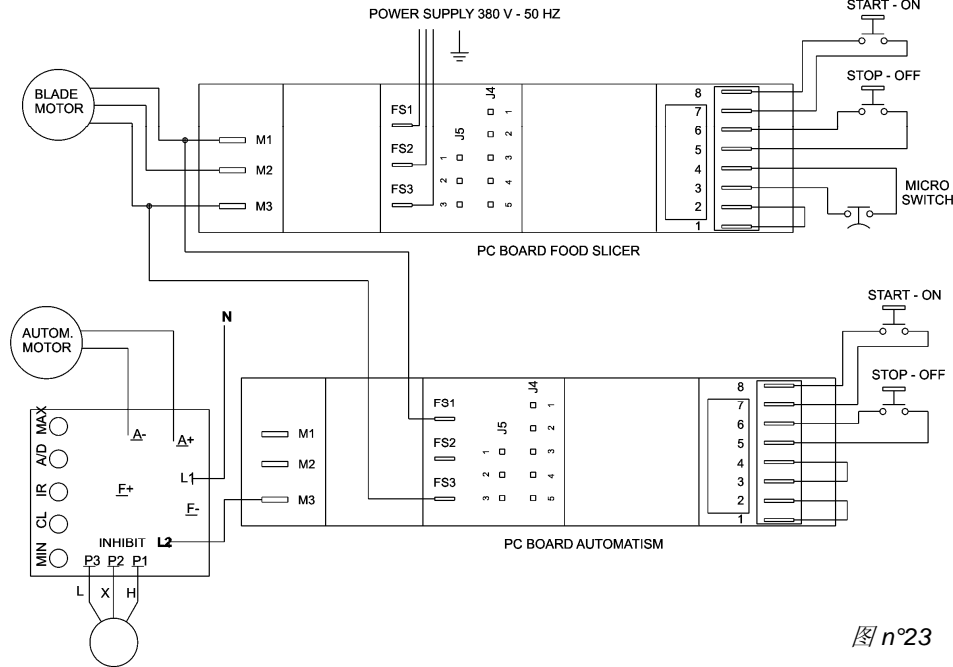 POWER SUPPLY 380 V - 50 HZ
START - ON
STOP - OFF
MICRO
SWITCH
BLADE
MOTOR
M1
M2
M3
FS1
FS2
FS3
J5
1
2
3
J4
1
2
3
4
5
8
7
6
5
4
3
2
1
PC BOARD FOOD SLICER
START - ON
STOP - OFF
AUTOM.
MOTOR
N
M1
M2
M3
FS1
FS2
FS3
J5
1
2
3
J4
1
2
3
4
5
8
7
6
5
4
3
2
1
PC BOARD AUTOMATISM
MAX
A/D
IR
CL
MIN
A-
A+
L1
F+
F-
INHIBIT
L2
P3 P2 P1
L X H
图 n°23